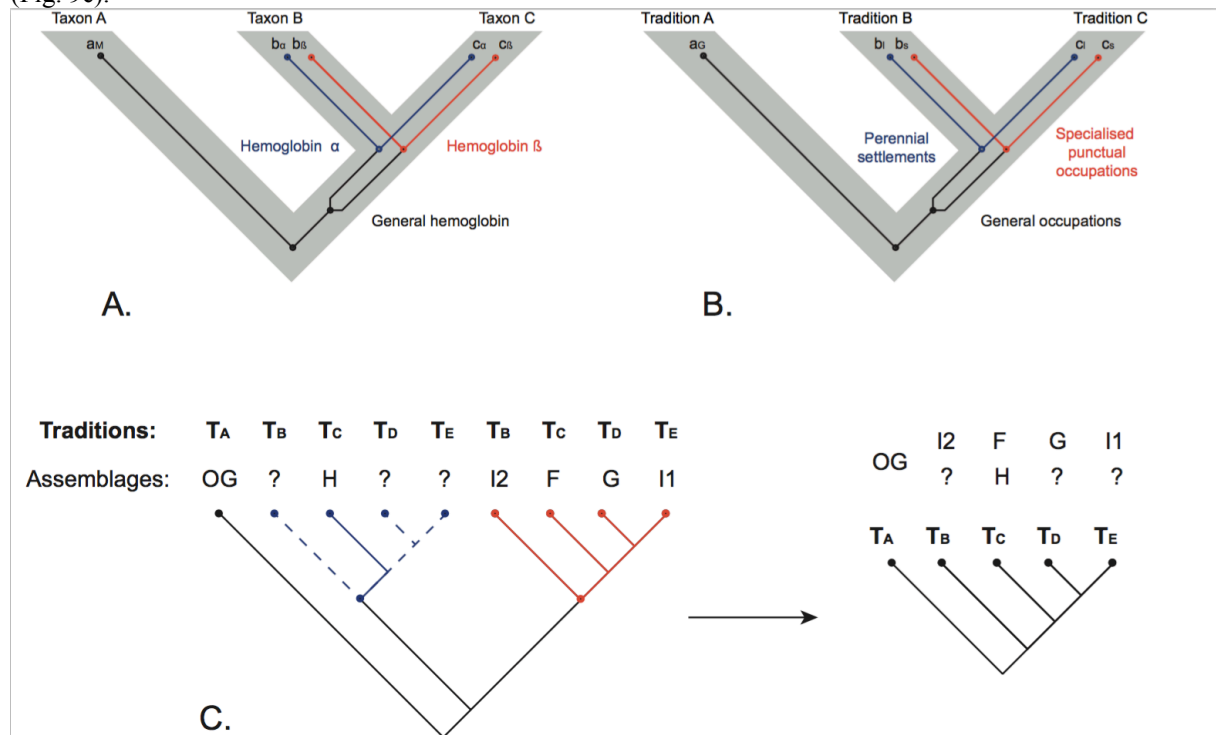 (Fig. 9c).
Taxon A Taxon B Taxon C Tradition A Tradition B Tradition C
aM bα bß cα cß aG bI bs cI cs
Hemoglobin α Hemoglobin ß Perennial settlements Specialised punctual occupations
General hemoglobin General occupations
A. B.
Traditions: TA TB TC TD TE TB TC TD TE
Assemblages: OG ? H ? ? I2 F G I1
OG I2 F G I1
? H ? ?
TA TB TC TD TE
C.